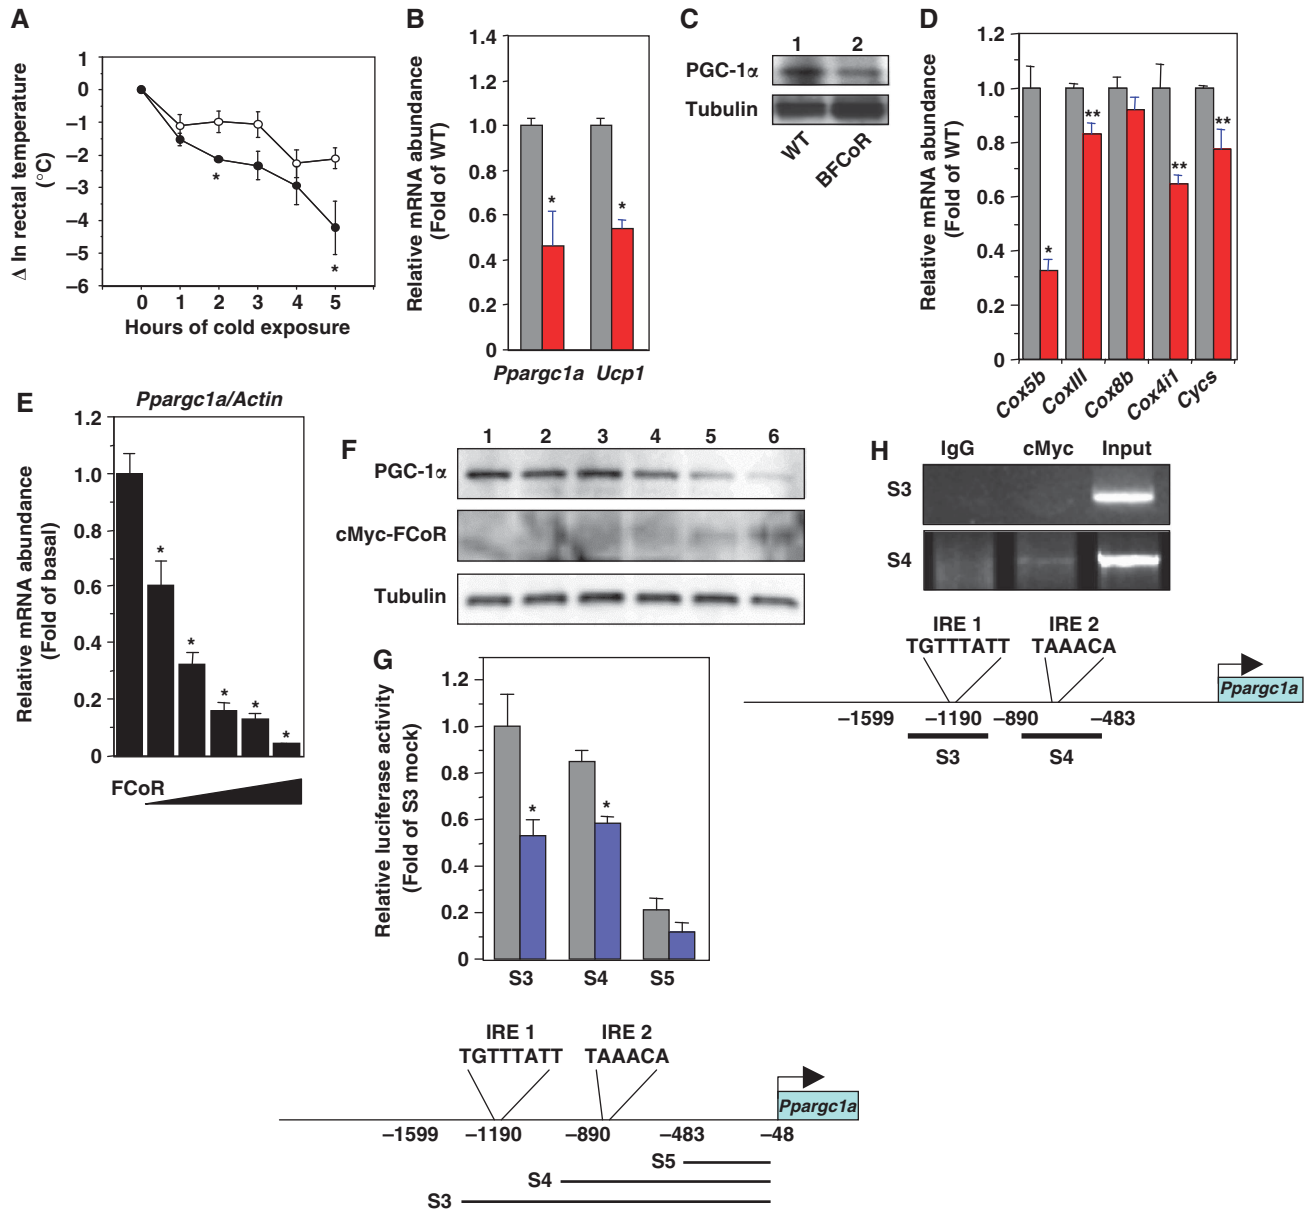 A
Δ In rectal temperature
(°C)
1
0
−1
−2
−3
−4
−5
−6
*
*
0 1 2 3 4 5
Hours of cold exposure
B
Relative mRNA abundance
(Fold of WT)
1.4
1.2
1.0
0.8
0.6
0.4
0.2
0
*
*
Ppargc1a Ucp1
C
1 2
PGC-1α
Tubulin
WT
BFCoR
D
Relative mRNA abundance
(Fold of WT)
1.2
1.0
0.8
0.6
0.4
0.2
0
*
**
**
**
Cox5b
CoxIII
Cox8b
Cox4i1
Cycs
E
Ppargc1a/Actin
Relative mRNA abundance
(Fold of basal)
1.2
1.0
0.8
0.6
0.4
0.2
0
*
*
*
*
*
FCoR
F
1 2 3 4 5 6
PGC-1α
cMyc-FCoR
Tubulin
G
Relative luciferase activity
(Fold of S3 mock)
1.2
1.0
0.8
0.6
0.4
0.2
0
*
*
S3 S4 S5
IRE 1 IRE 2
TGTTTATT TAAACA
Ppargc1a
−1599 −1190 −890 −483 −48
S5
S4
S3
H
IgG cMyc Input
S3
S4
IRE 1 IRE 2
TGTTTATT TAAACA
Ppargc1a
−1599 −1190 −890 −483
S3 S4